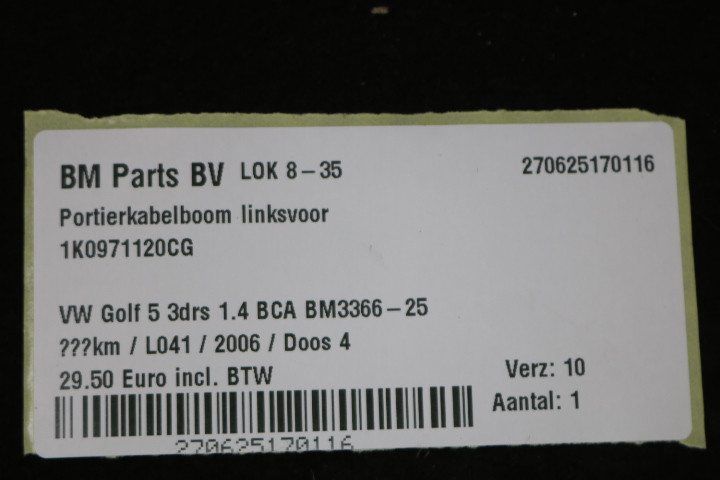 BM Parts BV LOK 8-35 270625170116
Portierkabelboom linksvoor
1K0971120CG
VW Golf 5 3drs 1.4 BCA BM3366-25
???km / L041 / 2006 / Doos 4
29.50 Euro incl. BTW
Verz: 10
Aantal: 1
270625170116